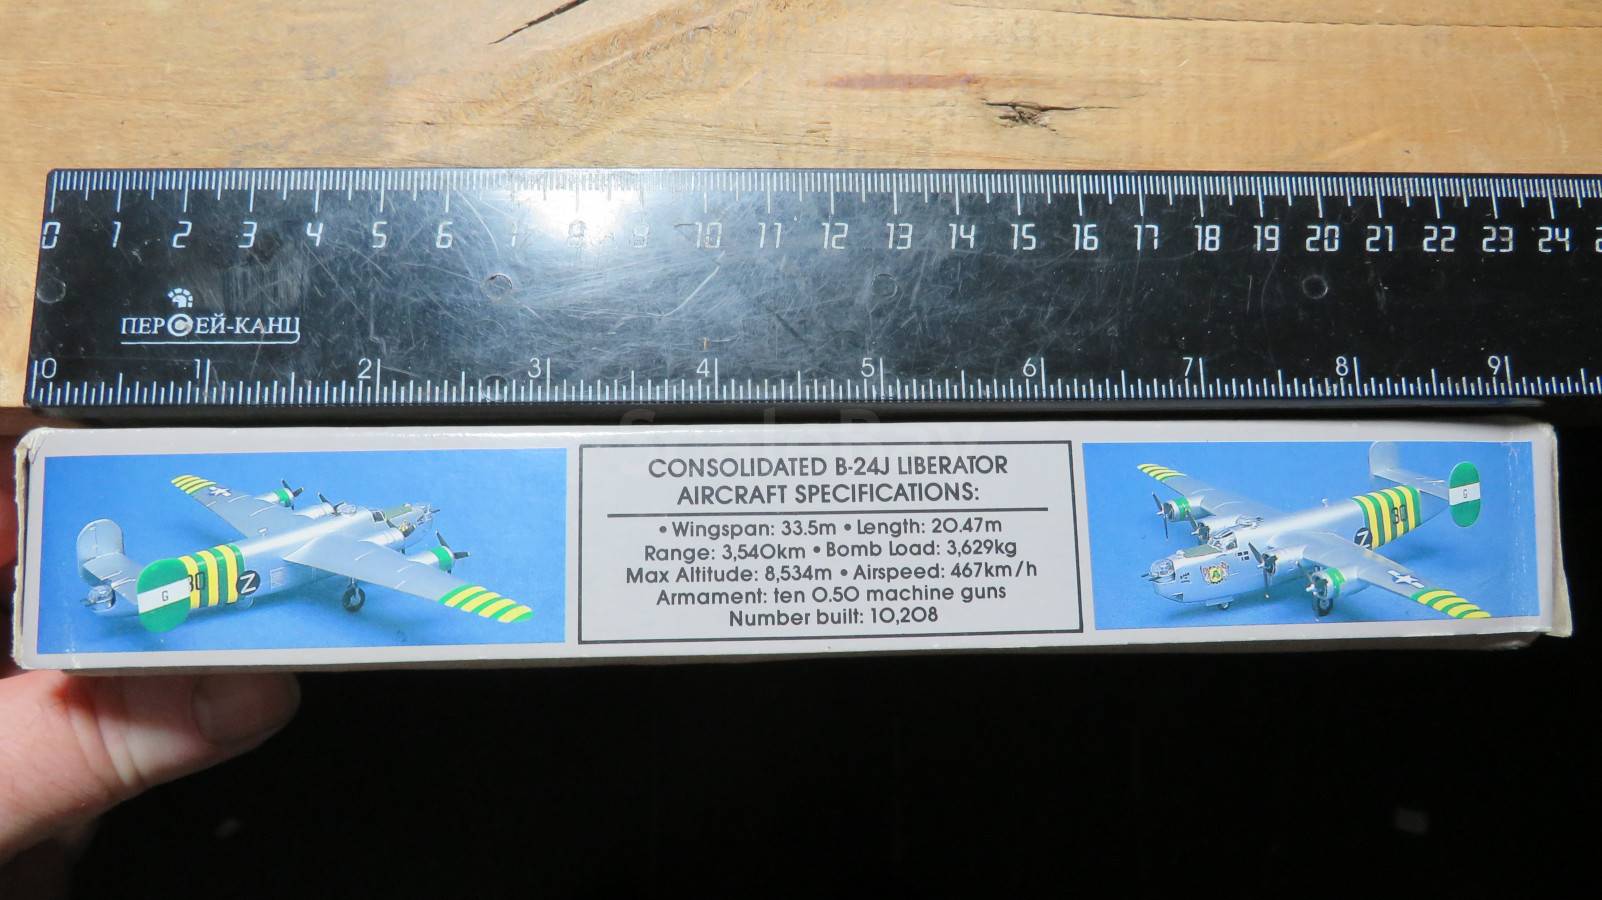 0 1 2 3 4 5 6 7 8 9 10 11 12 13 14 15 16 17 18 19 20 21 22 23 24
ПЕРСЕЙ-КАНЦ
0 1 2 3 4 5 6 7 8 9
CONSOLIDATED B-24J LIBERATOR
AIRCRAFT SPECIFICATIONS:
• Wingspan: 33.5m • Length: 20.47m
Range: 3,540km • Bomb Load: 3,629kg
Max Altitude: 8,534m • Airspeed: 467km/h
Armament: ten 0.50 machine guns
Number built: 10,208
G
80
Z
Z
80
G